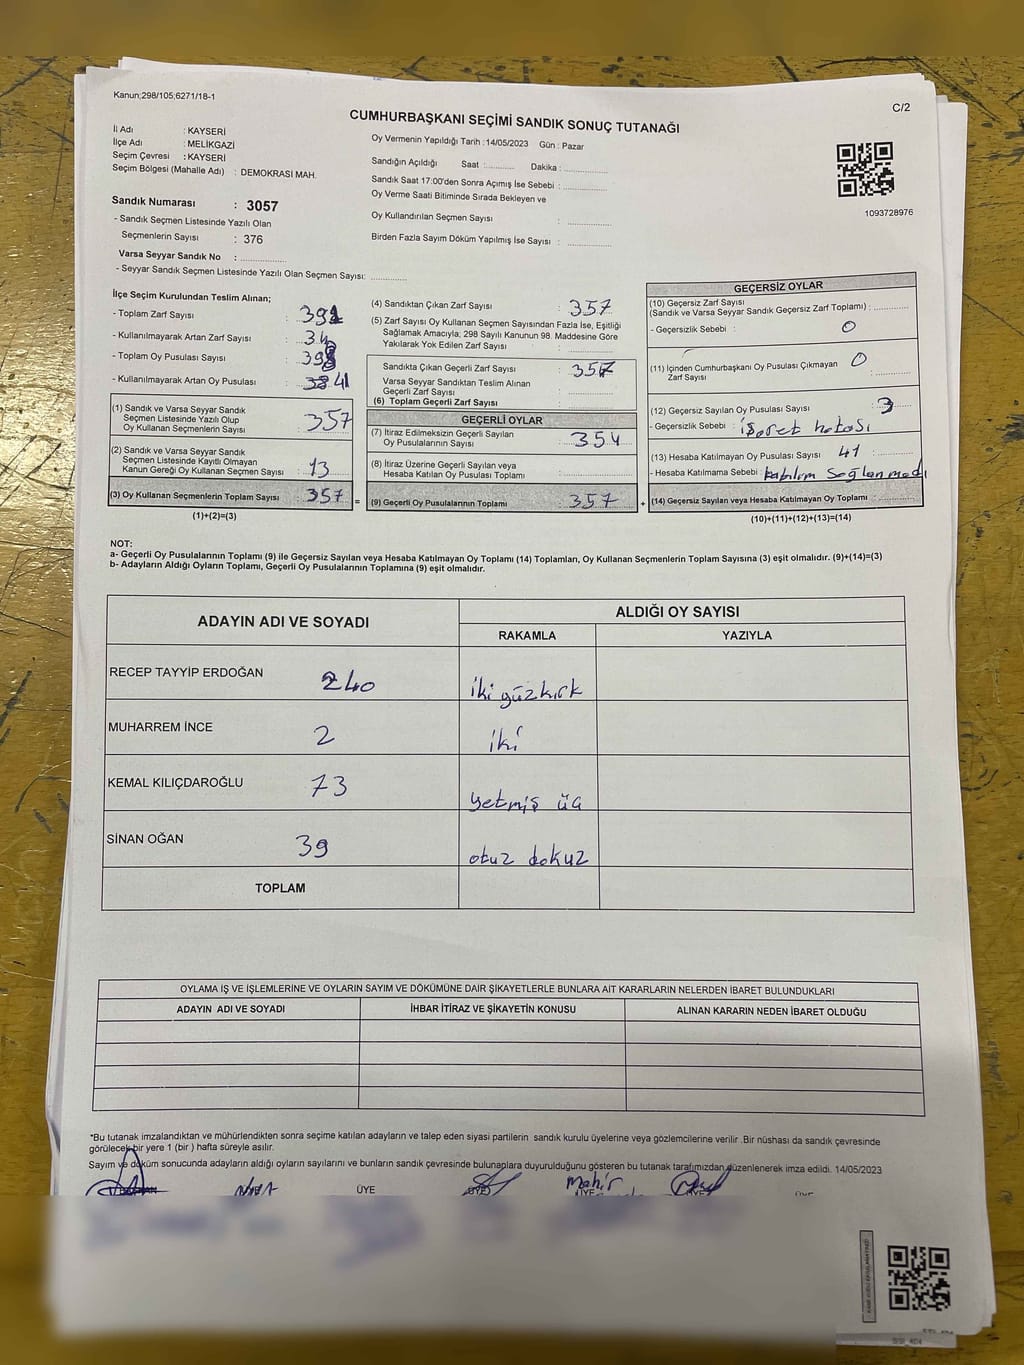 Kanun;298/105;6271/18-1
C/2
CUMHURBAŞKANI SEÇİMİ SANDIK SONUÇ TUTANAĞI
İl Adı : KAYSERİ
İlçe Adı : MELİKGAZİ
Seçim Çevresi : KAYSERİ
Seçim Bölgesi (Mahalle Adı) : DEMOKRASİ MAH.
Oy Vermenin Yapıldığı Tarih :14/05/2023 Gün : Pazar
Sandığın Açıldığı Saat :............ Dakika :................
Sandık Saat 17:00'den Sonra Açımış İse Sebebi :................
Oy Verme Saati Bitiminde Sırada Bekleyen ve
Oy Kullandırılan Seçmen Sayısı :................
Birden Fazla Sayım Döküm Yapılmış İse Sayısı :................
1093728976
Sandık Numarası : 3057
- Sandık Seçmen Listesinde Yazılı Olan
Seçmenlerin Sayısı : 376
Varsa Seyyar Sandık No :................
- Seyyar Sandık Seçmen Listesinde Yazılı Olan Seçmen Sayısı: ............
İlçe Seçim Kurulundan Teslim Alınan;
- Toplam Zarf Sayısı :
- Kullanılmayarak Artan Zarf Sayısı : 34
- Toplam Oy Pusulası Sayısı : 398
- Kullanılmayarak Artan Oy Pusulası : 41
(1) Sandık ve Varsa Seyyar Sandık
Seçmen Listesinde Yazılı Olup
Oy Kullanan Seçmenlerin Sayısı : 357
(2) Sandık ve Varsa Seyyar Sandık
Seçmen Listesinde Kayıtlı Olmayan
Kanun Gereği Oy Kullanan Seçmen Sayısı : 13
(3) Oy Kullanan Seçmenlerin Toplam Sayısı : 357 =
(1)+(2)=(3)
(4) Sandıktan Çıkan Zarf Sayısı : 357
(5) Zarf Sayısı Oy Kullanan Seçmen Sayısından Fazla İse, Eşitliği
Sağlamak Amacıyla; 298 Sayılı Kanunun 98. Maddesine Göre
Yakılarak Yok Edilen Zarf Sayısı :............
Sandıkta Çıkan Geçerli Zarf Sayısı : 357
Varsa Seyyar Sandıktan Teslim Alınan
Geçerli Zarf Sayısı :............
(6) Toplam Geçerli Zarf Sayısı :............
GEÇERLİ OYLAR
(7) İtiraz Edilmeksizin Geçerli Sayılan
Oy Pusulalarının Sayısı : 354
(8) İtiraz Üzerine Geçerli Sayılan veya
Hesaba Katılan Oy Pusulaları Toplamı :............
(9) Geçerli Oy Pusulalarının Toplamı : 357 +
GEÇERSİZ OYLAR
(10) Geçersiz Zarf Sayısı
(Sandık ve Varsa Seyyar Sandık Geçersiz Zarf Toplamı) :............
- Geçersizlik Sebebi : 0
(11) İçinden Cumhurbaşkanı Oy Pusulası Çıkmayan 0
Zarf Sayısı :............
(12) Geçersiz Sayılan Oy Pusulası Sayısı : 3
- Geçersizlik Sebebi : işaret hatası
(13) Hesaba Katılmayan Oy Pusulası Sayısı : 41
- Hesaba Katılmama Sebebi : katılım Sağlanmadı
(14) Geçersiz Sayılan veya Hesaba Katılmayan Oy Toplamı :............
(10)+(11)+(12)+(13)=(14)
NOT:
a- Geçerli Oy Pusulalarının Toplamı (9) ile Geçersiz Sayılan veya Hesaba Katılmayan Oy Toplamı (14) Toplamları, Oy Kullanan Seçmenlerin Toplam Sayısına (3) eşit olmalıdır. (9)+(14)=(3)
b- Adayların Aldığı Oyların Toplamı, Geçerli Oy Pusulalarının Toplamına (9) eşit olmalıdır.
ADAYIN ADI VE SOYADI
ALDIĞI OY SAYISI
RAKAMLA YAZIYLA
RECEP TAYYİP ERDOĞAN 240 iki yüzkırk
MUHARREM İNCE 2 iki
KEMAL KILIÇDAROĞLU 73 yetmiş üç
SİNAN OĞAN 39 otuz dokuz
TOPLAM
OYLAMA İŞ VE İŞLEMLERİNE VE OYLARIN SAYIM VE DÖKÜMÜNE DAİR ŞİKAYETLERLE BUNLARA AİT KARARLARIN NELERDEN İBARET BULUNDUKLARI
ADAYIN ADI VE SOYADI İHBAR İTİRAZ VE ŞİKAYETİN KONUSU ALINAN KARARIN NEDEN İBARET OLDUĞU
*Bu tutanak imzalandıktan ve mühürlendikten sonra seçime katılan adayların ve talep eden siyasi partilerin sandık kurulu üyelerine veya gözlemcilerine verilir .Bir nüshası da sandık çevresinde
görülecek bir yere 1 (bir ) hafta süreyle asılır.
Sayım ve döküm sonucunda adayların aldığı oyların sayılarını ve bunların sandık çevresinde bulunanlara duyurulduğunu gösteren bu tutanak tarafımızdan düzenlenerek imza edildi. 14/05/2023
ÜYE ÜYE Mahir ÜYE